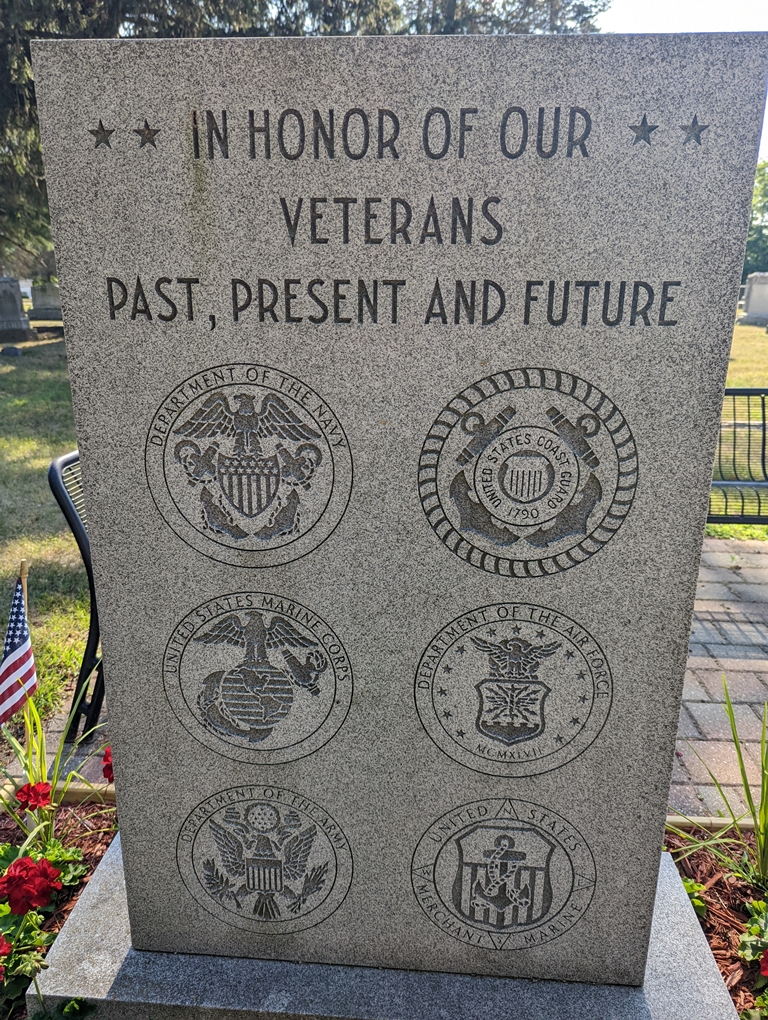 IN HONOR OF OUR
VETERANS
PAST, PRESENT AND FUTURE
DEPARTMENT OF THE NAVY
UNITED STATES COAST GUARD
1790
UNITED STATES MARINE CORPS
DEPARTMENT OF THE AIR FORCE
MCMXLVII
DEPARTMENT OF THE ARMY
UNITED STATES
MERCHANT MARINE